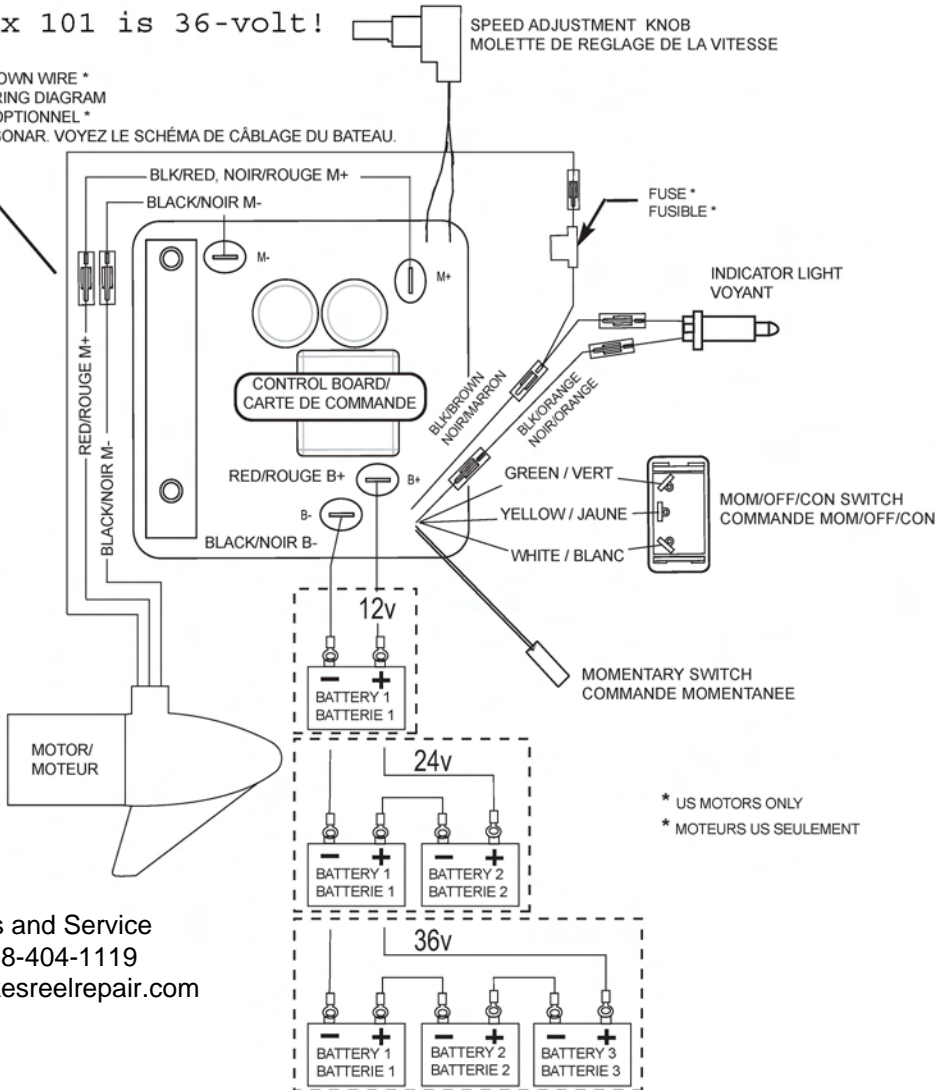 x 101 is 36-volt!
SPEED ADJUSTMENT KNOB
MOLETTE DE REGLAGE DE LA VITESSE
OWN WIRE *
RING DIAGRAM
OPTIONNEL *
SONAR. VOYEZ LE SCHÉMA DE CÂBLAGE DU BATEAU.
BLK/RED, NOIR/ROUGE M+
BLACK/NOIR M-
FUSE *
FUSIBLE *
M-
M+
INDICATOR LIGHT
VOYANT
RED/ROUGE M+
BLACK/NOIR M-
CONTROL BOARD/
CARTE DE COMMANDE
BLK/BROWN
NOIR/MARRON
BLK/ORANGE
NOIR/ORANGE
RED/ROUGE B+
B+
B-
BLACK/NOIR B-
GREEN / VERT
YELLOW / JAUNE
WHITE / BLANC
MOM/OFF/CON SWITCH
COMMANDE MOM/OFF/CON
12v
- +
BATTERY 1
BATTERIE 1
MOMENTARY SWITCH
COMMANDE MOMENTANEE
MOTOR/
MOTEUR
24v
- + - +
BATTERY 1 BATTERY 2
BATTERIE 1 BATTERIE 2
* US MOTORS ONLY
* MOTEURS US SEULEMENT
s and Service
8-404-1119
kesreelrepair.com
36v
- + - + - +
BATTERY 1 BATTERY 2 BATTERY 3
BATTERIE 1 BATTERIE 2 BATTERIE 3